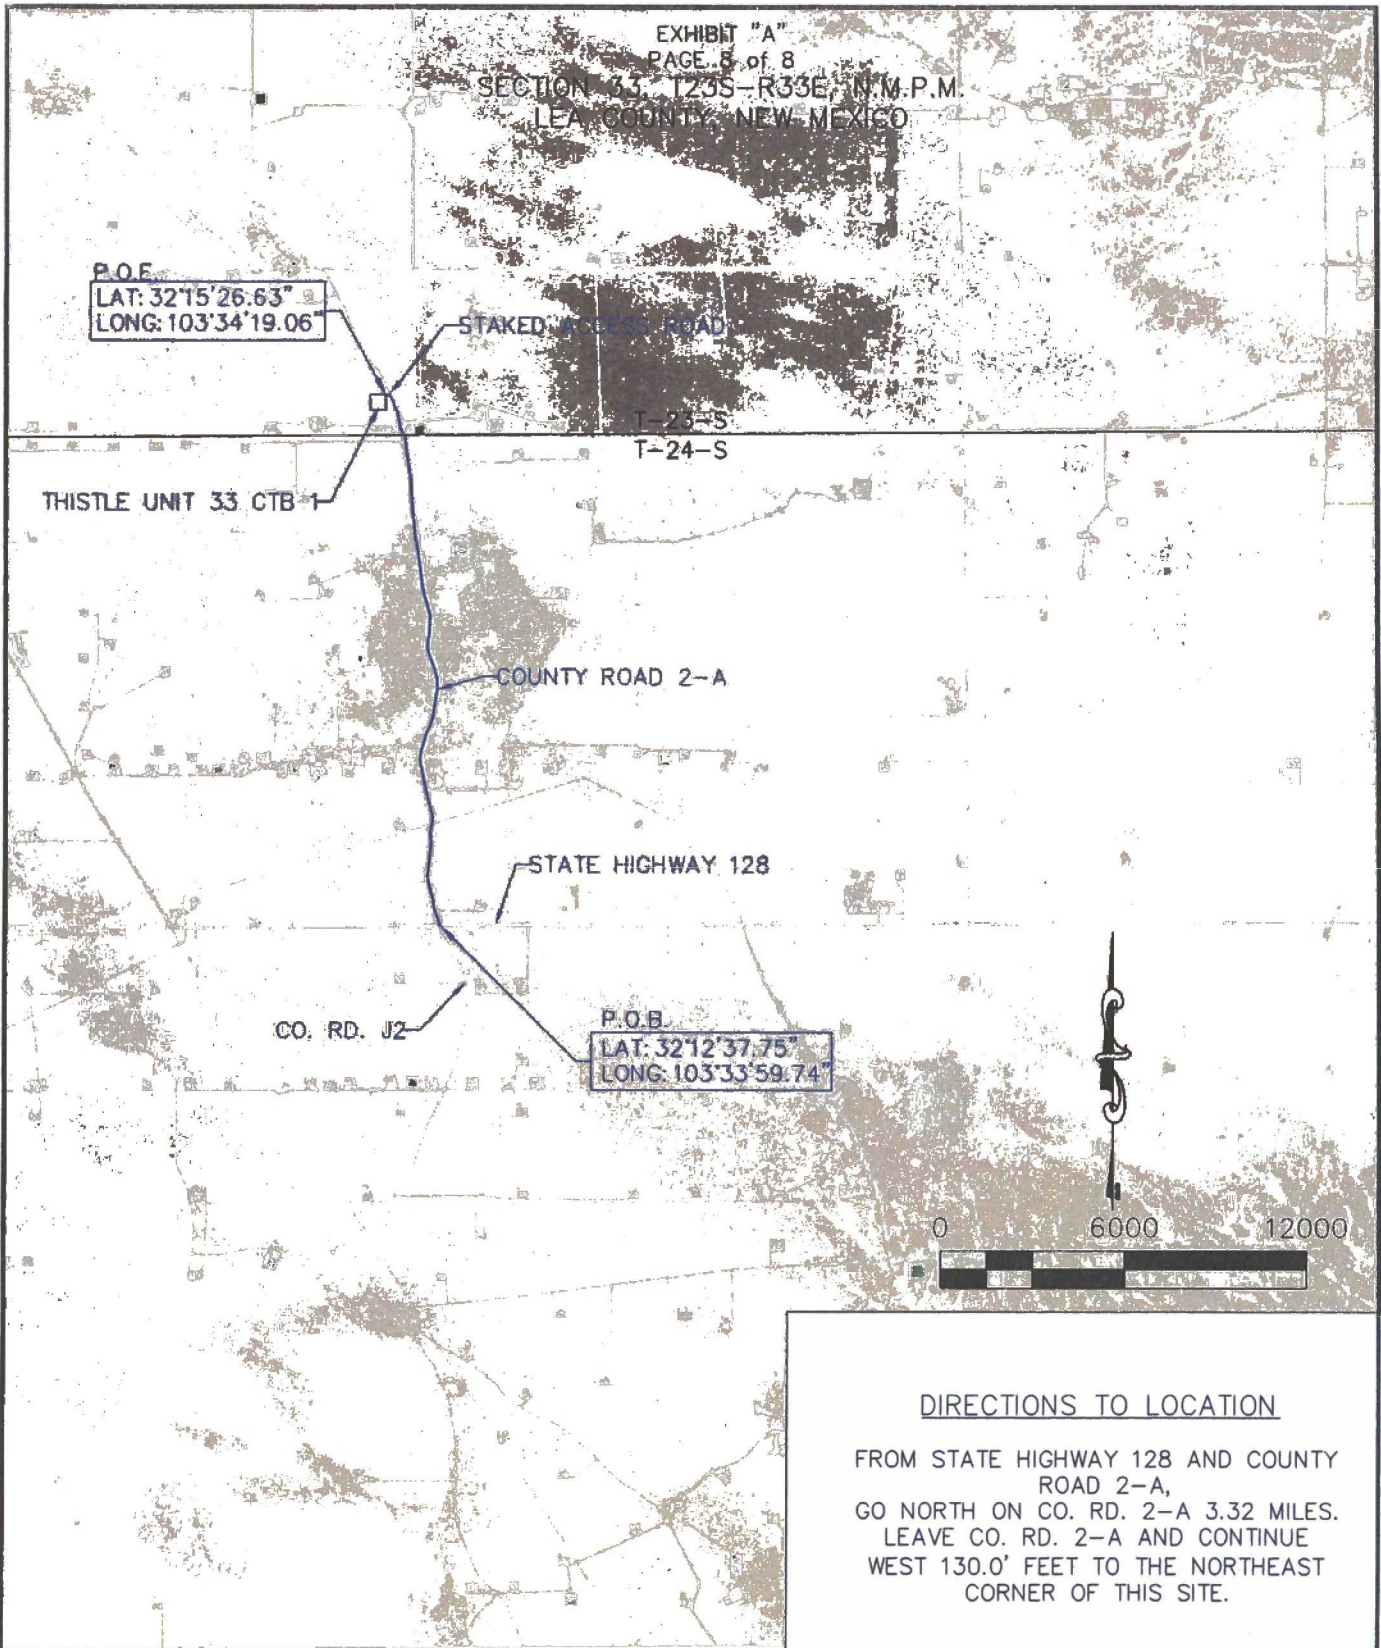 EXHIBIT "A"
PAGE 8 of 8
SECTION 33, T23S-R33E, N.M.P.M.
LEA COUNTY, NEW MEXICO
P.O.E.
LAT: 32°15'26.63"
LONG: 103°34'19.06"
STAKED ACCESS ROAD
T-23-S
T-24-S
THISTLE UNIT 33 CTB 1
COUNTY ROAD 2-A
STATE HIGHWAY 128
CO. RD. J2
P.O.B.
LAT: 32°12'37.75"
LONG: 103°33'59.74"
0 6000 12000
DIRECTIONS TO LOCATION
FROM STATE HIGHWAY 128 AND COUNTY
ROAD 2-A,
GO NORTH ON CO. RD. 2-A 3.32 MILES.
LEAVE CO. RD. 2-A AND CONTINUE
WEST 130.0' FEET TO THE NORTHEAST
CORNER OF THIS SITE.